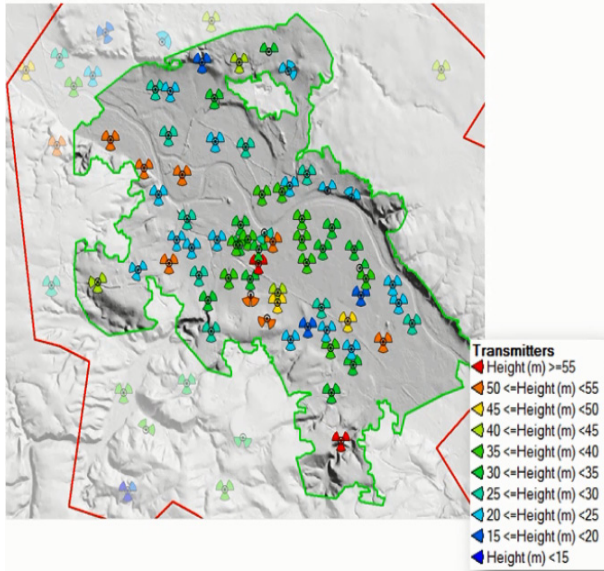 Transmitters
Height (m) >=55
50 <=Height (m) <55
45 <=Height (m) <50
40 <=Height (m) <45
35 <=Height (m) <40
30 <=Height (m) <35
25 <=Height (m) <30
20 <=Height (m) <25
15 <=Height (m) <20
Height (m) <15